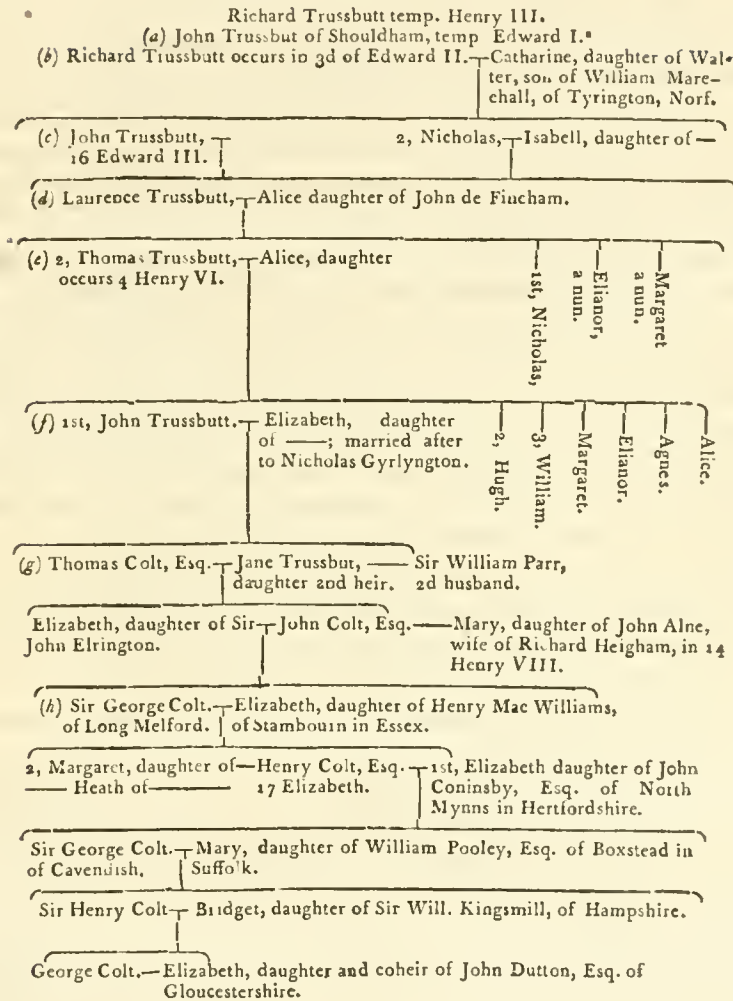 Richard Trussbutt temp. Henry III.
(a) John Trussbut of Shouldham, temp Edward I.
(b) Richard Trussbutt occurs in 3d of Edward II. Catharine, daughter of Wal-
ter, son of William Mare-
chall, of Tyrington, Norf.
(c) John Trussbutt,
16 Edward III.
2, Nicholas, Isabell, daughter of —
(d) Laurence Trussbutt, Alice daughter of John de Fincham.
(e) 2, Thomas Trussbutt, Alice, daughter
occurs 4 Henry VI.
1st, Nicholas,
Elianor,
a nun.
Margaret
a nun.
(f) 1st, John Trussbutt. Elizabeth, daughter
of ——; married after
to Nicholas Gyrlyngton.
2, Hugh.
3, William.
Margaret.
Elianor.
Agnes.
Alice.
(g) Thomas Colt, Esq. Jane Trussbut, —— Sir William Parr,
daughter and heir. 2d husband.
Elizabeth, daughter of Sir John Colt, Esq. —— Mary, daughter of John Alne,
John Elrington. wife of Richard Heigham, in 14
Henry VIII.
(h) Sir George Colt. Elizabeth, daughter of Henry Mac Williams,
of Long Melford. of Stambouin in Essex.
2, Margaret, daughter of — Henry Colt, Esq. 1st, Elizabeth daughter of John
—— Heath of —— 17 Elizabeth. Coninsby, Esq. of North
Mynns in Hertfordshire.
Sir George Colt. Mary, daughter of William Pooley, Esq. of Boxstead in
of Cavendish. Suffolk.
Sir Henry Colt Bridget, daughter of Sir Will. Kingsmill, of Hampshire.
George Colt. — Elizabeth, daughter and coheir of John Dutton, Esq. of
Gloucestershire.